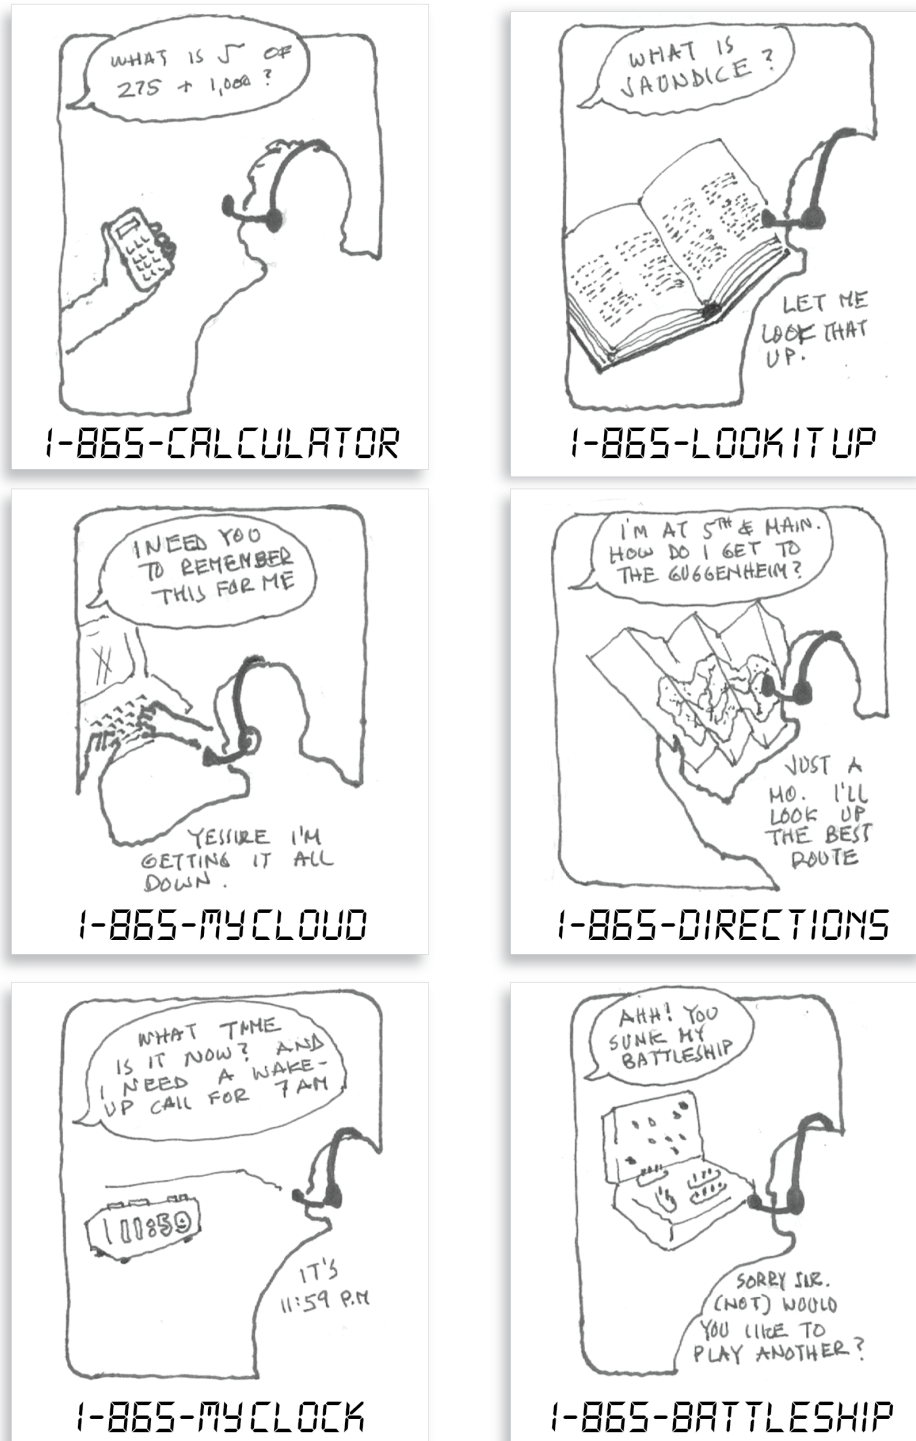 WHAT IS √ OF
275 + 1,000 ?
1-865-CALCULATOR
WHAT IS
JAUNDICE ?
LET ME
LOOK THAT
UP.
1-865-LOOKITUP
I NEED YOU
TO REMEMBER
THIS FOR ME
YESSIRE I'M
GETTING IT ALL
DOWN.
1-865-MYCLOUD
I'M AT 5TH & MAIN.
HOW DO I GET TO
THE GUGGENHEIM?
JUST A
MO. I'LL
LOOK UP
THE BEST
ROUTE
1-865-DIRECTIONS
WHAT TIME
IS IT NOW? AND
I NEED A WAKE-
UP CALL FOR 7 AM
11:59
IT'S
11:59 P.M
1-865-MYCLOCK
AHH! YOU
SUNK MY
BATTLESHIP
SORRY SIR.
(NOT) WOULD
YOU LIKE TO
PLAY ANOTHER?
1-865-BATTLESHIP